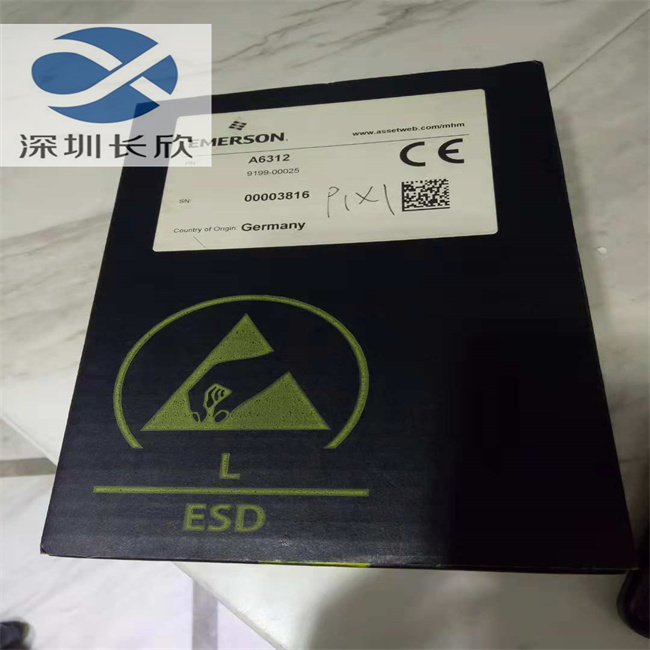 深圳长欣
EMERSON
www.assetweb.com/mhm
A6312
9199-00025
SN:
00003816
P1X1
CE
Country of Origin Germany
L
ESD